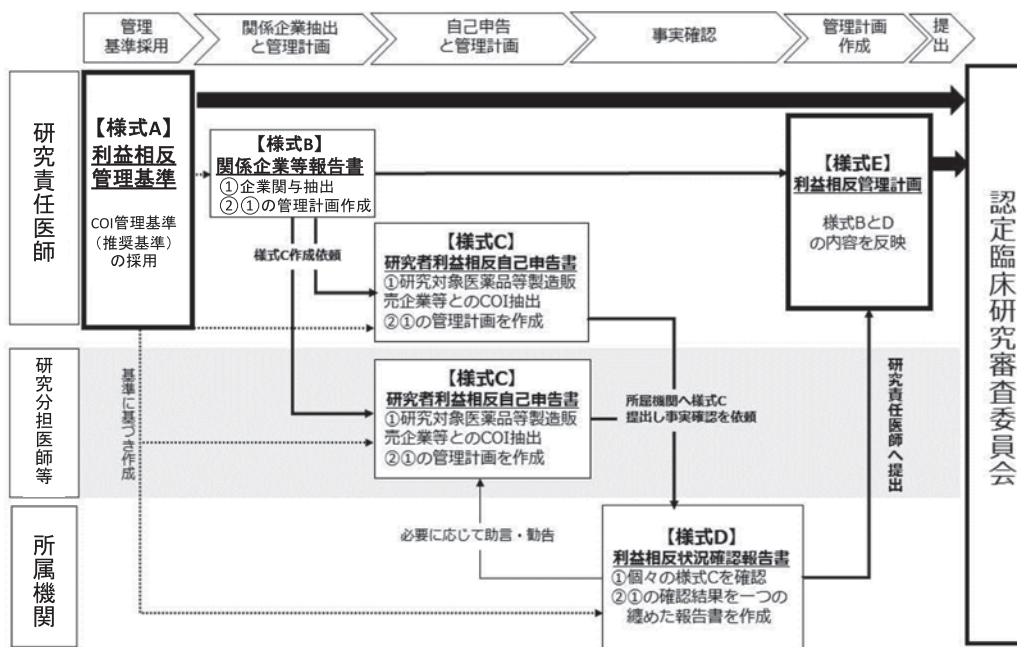 管理
基準採用
関係企業抽出
と管理計画
自己申告
と管理計画
事実確認
管理計画
作成
提
出
研究責任医師
【様式A】
利益相反
管理基準
COI管理基準
（推奨基準）
の採用
【様式B】
関係企業等報告書
①企業関与抽出
②①の管理計画作成
様式C作成依頼
【様式C】
研究者利益相反自己申告書
①研究対象医薬品等製造販
売企業等とのCOI抽出
②①の管理計画を作成
【様式E】
利益相反管理計画
様式BとD
の内容を反映
認定臨床研究審査委員会
研究分担医師等
基準に基づき作成
【様式C】
研究者利益相反自己申告書
①研究対象医薬品等製造販
売企業等とのCOI抽出
②①の管理計画を作成
所屈機関へ様式C
提出し事実確認を依頼
研究責任医師へ提出
所属機関
必要に応じて助言・勧告
【様式D】
利益相反状況確認報告書
①個々の様式Cを確認
②①の確認結果を一つの
纏めた報告書を作成